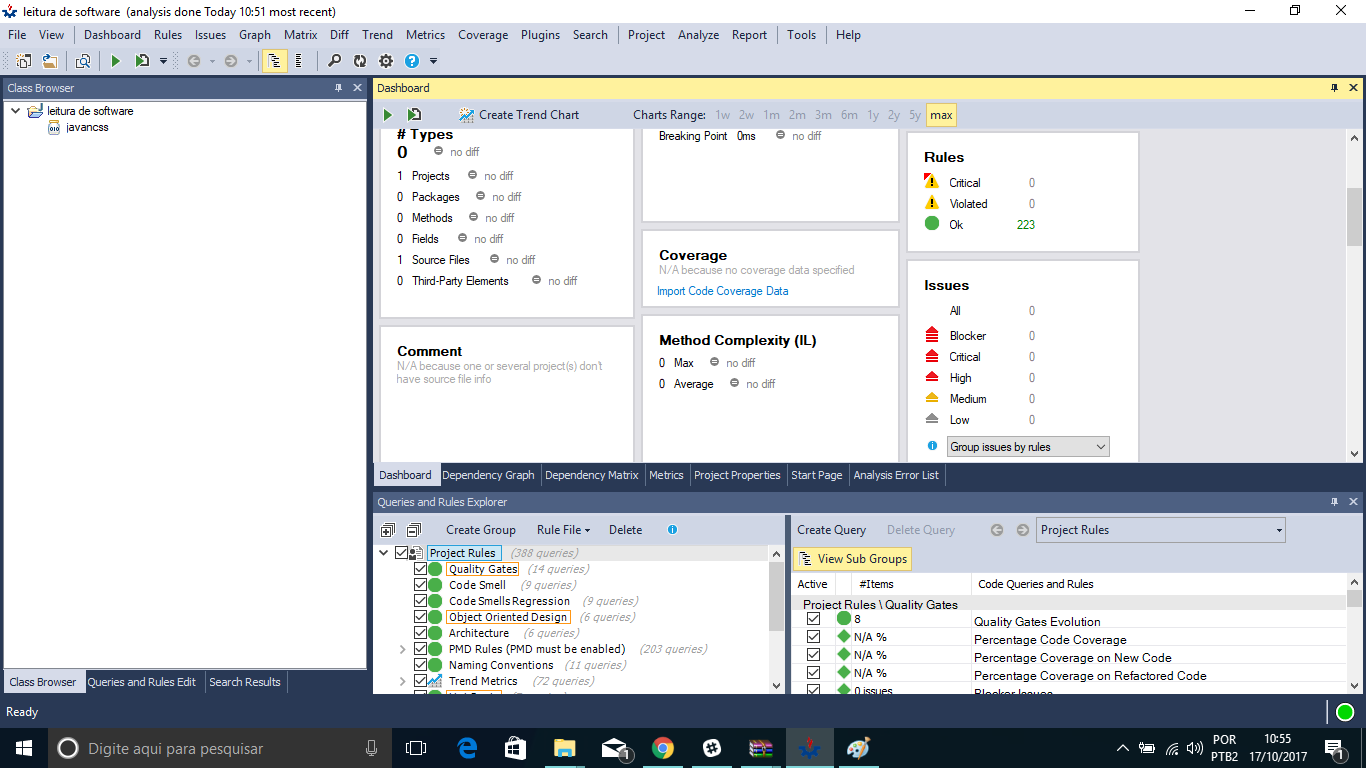 leitura de software (analysis done Today 10:51 most recent)
File View Dashboard Rules Issues Graph Matrix Diff Trend Metrics Coverage Plugins Search Project Analyze Report Tools Help
Class Browser
leitura de software
javancss
Class Browser Queries and Rules Edit Search Results
Dashboard
Create Trend Chart Charts Range: 1w 2w 1m 2m 3m 6m 1y 2y 5y max
# Types
0 no diff
1 Projects no diff
0 Packages no diff
0 Methods no diff
0 Fields no diff
1 Source Files no diff
0 Third-Party Elements no diff
Comment
N/A because one or several project(s) don't
have source file info
Breaking Point 0ms no diff
Coverage
N/A because no coverage data specified
Import Code Coverage Data
Method Complexity (IL)
0 Max no diff
0 Average no diff
Rules
Critical 0
Violated 0
Ok 223
Issues
All 0
Blocker 0
Critical 0
High 0
Medium 0
Low 0
Group issues by rules
Dashboard Dependency Graph Dependency Matrix Metrics Project Properties Start Page Analysis Error List
Queries and Rules Explorer
Create Group Rule File Delete
Project Rules (388 queries)
Quality Gates (14 queries)
Code Smell (9 queries)
Code Smells Regression (9 queries)
Object Oriented Design (6 queries)
Architecture (6 queries)
PMD Rules (PMD must be enabled) (203 queries)
Naming Conventions (11 queries)
Trend Metrics (72 queries)
Create Query Delete Query Project Rules
View Sub Groups
Active #Items Code Queries and Rules
Project Rules \ Quality Gates
8 Quality Gates Evolution
N/A % Percentage Code Coverage
N/A % Percentage Coverage on New Code
N/A % Percentage Coverage on Refactored Code
0 issues Blocker Issues
Ready
Digite aqui para pesquisar
1
POR
PTB2
10:55
17/10/2017
1